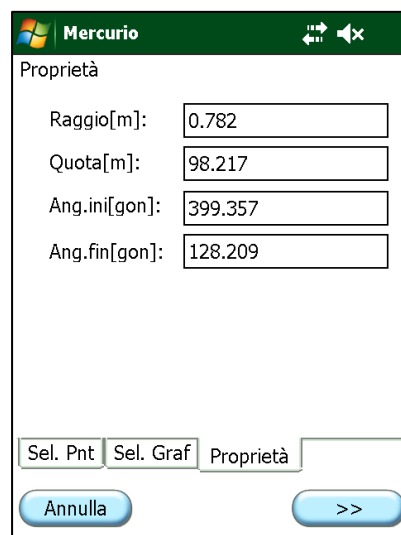 Mercurio
Proprietà
Raggio[m]: 0.782
Quota[m]: 98.217
Ang.ini[gon]: 399.357
Ang.fin[gon]: 128.209
Sel. Pnt Sel. Graf Proprietà
Annulla >>